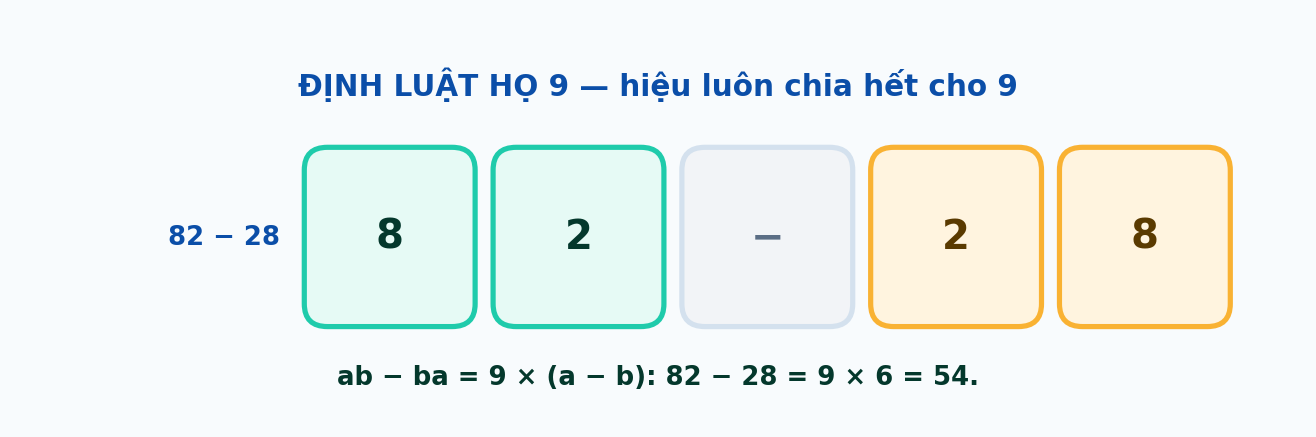 ĐỊNH LUẬT HỌ 9 — hiệu luôn chia hết cho 9
82 − 28 8 2 − 2 8
ab − ba = 9 × (a − b): 82 − 28 = 9 × 6 = 54.